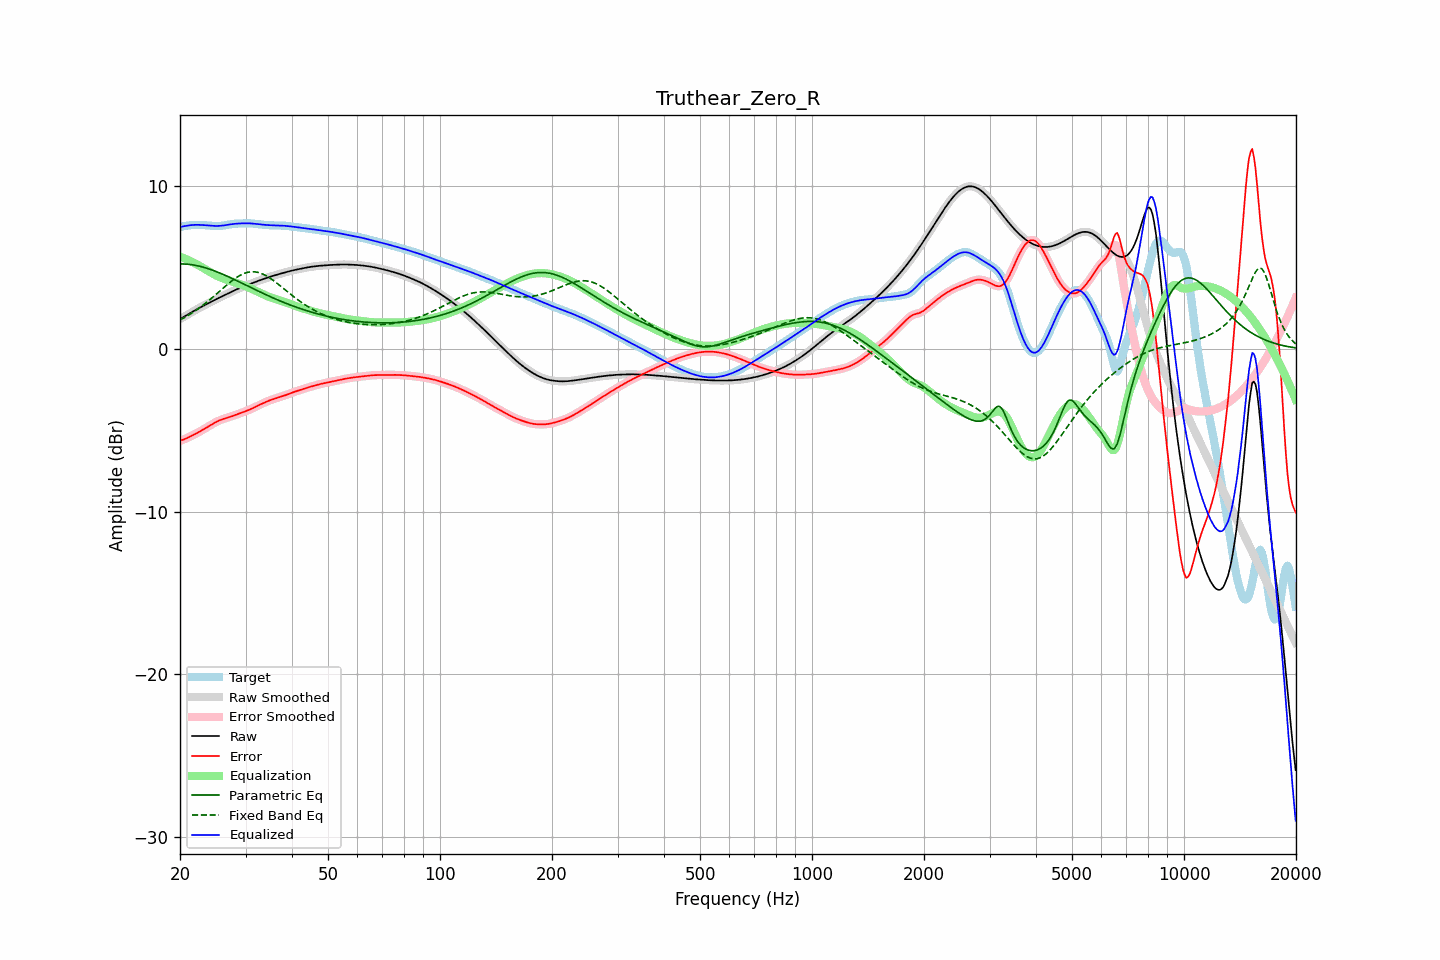 Truthear_Zero_R
10
0
−10
−20
−30
Amplitude (dBr)
Target
Raw Smoothed
Error Smoothed
Raw
Error
Equalization
Parametric Eq
Fixed Band Eq
Equalized
20 50 100 200 500 1000 2000 5000 10000 20000
Frequency (Hz)